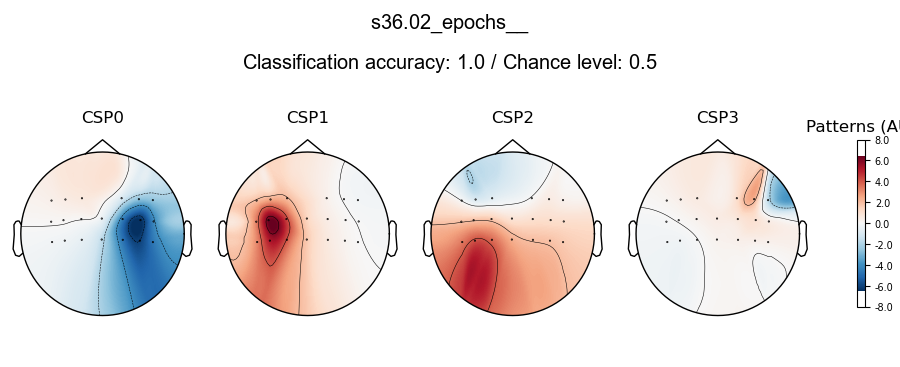 s36.02_epochs__
Classification accuracy: 1.0 / Chance level: 0.5
CSP0 CSP1 CSP2 CSP3
Patterns (AU
8.0
6.0
4.0
2.0
0.0
-2.0
-4.0
-6.0
-8.0